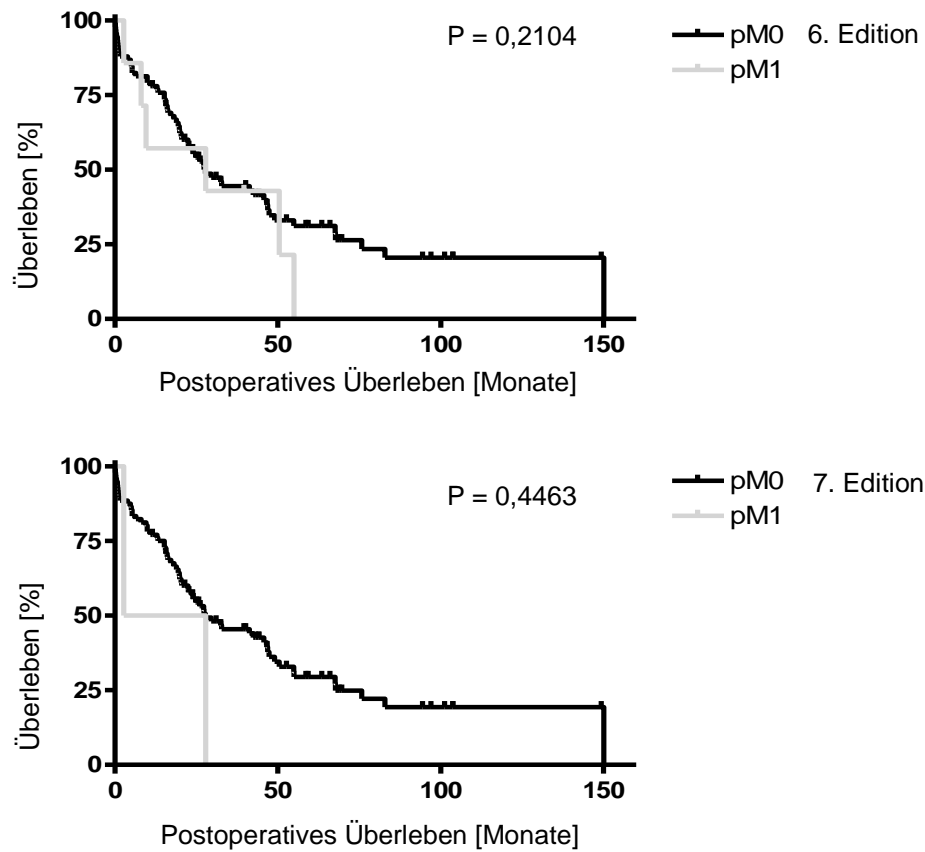 P = 0,2104
pM0 6. Edition
pM1
100
75
50
25
0
Überleben [%]
0 50 100 150
Postoperatives Überleben [Monate]
P = 0,4463
pM0 7. Edition
pM1
100
75
50
25
0
Überleben [%]
0 50 100 150
Postoperatives Überleben [Monate]